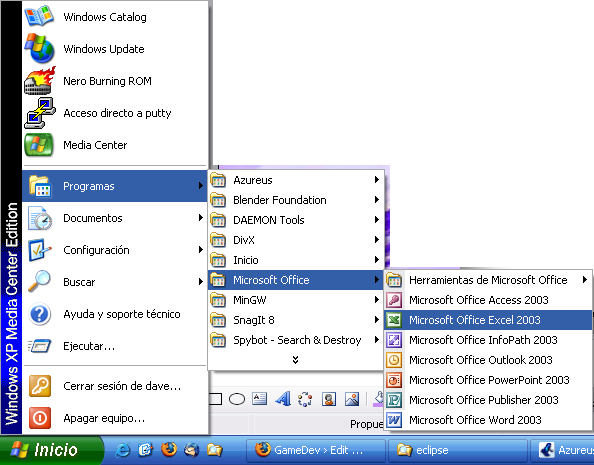 Windows XP Media Center Edition
Windows Catalog
Windows Update
Nero Burning ROM
Acceso directo a putty
Media Center
Programas
Documentos
Configuración
Buscar
Ayuda y soporte técnico
Ejecutar...
Cerrar sesión de dave...
Apagar equipo...
Azureus
Blender Foundation
DAEMON Tools
DivX
Inicio
Microsoft Office
MinGW
SnagIt 8
Spybot - Search & Destroy
Herramientas de Microsoft Office
Microsoft Office Access 2003
Microsoft Office Excel 2003
Microsoft Office InfoPath 2003
Microsoft Office Outlook 2003
Microsoft Office PowerPoint 2003
Microsoft Office Publisher 2003
Microsoft Office Word 2003
Propue
Inicio
GameDev > Edit ...
eclipse
Azureus